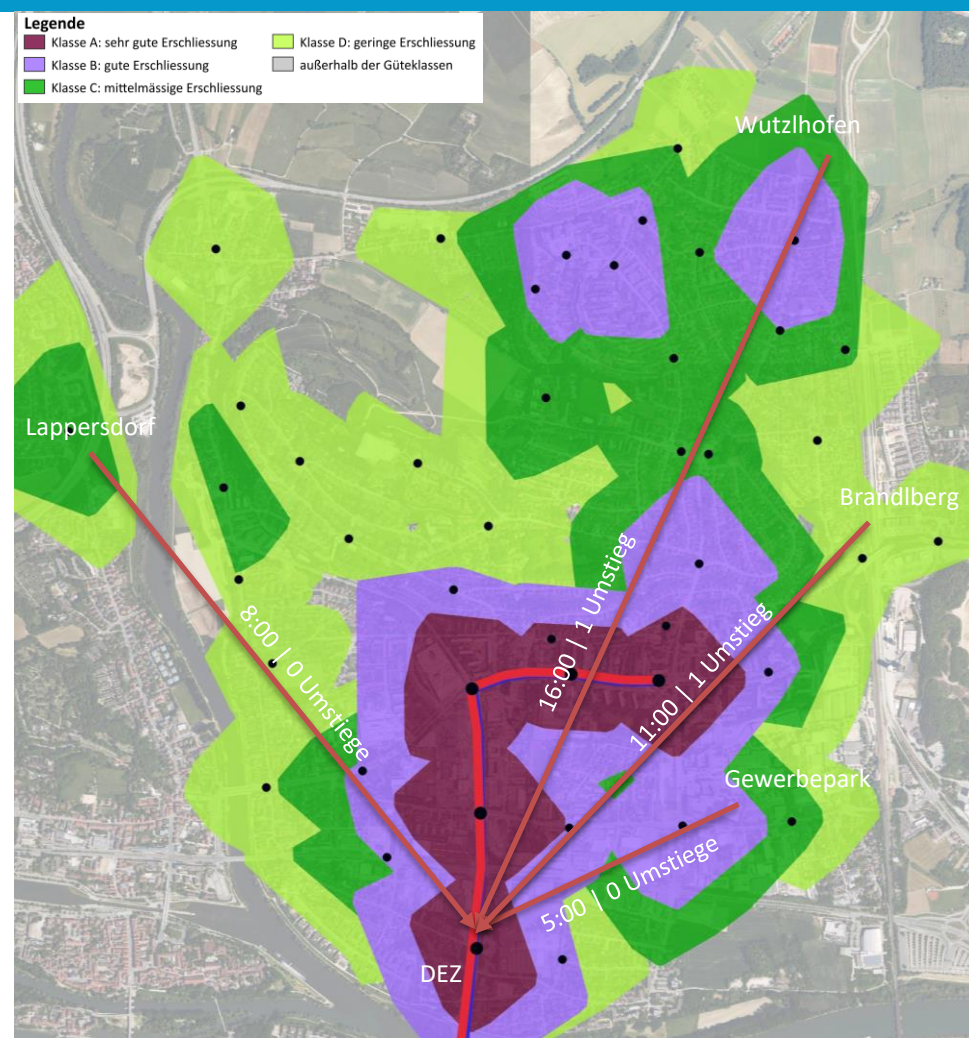 Legende
Klasse A: sehr gute Erschliessung
Klasse B: gute Erschliessung
Klasse C: mittelmässige Erschliessung
Klasse D: geringe Erschliessung
außerhalb der Güteklassen
Wutzlhofen
Lappersdorf
Brandlberg
8:00 | 0 Umstiege
16:00 | 1 Umstieg
11:00 | 1 Umstieg
Gewerbepark
5:00 | 0 Umstiege
DEZ